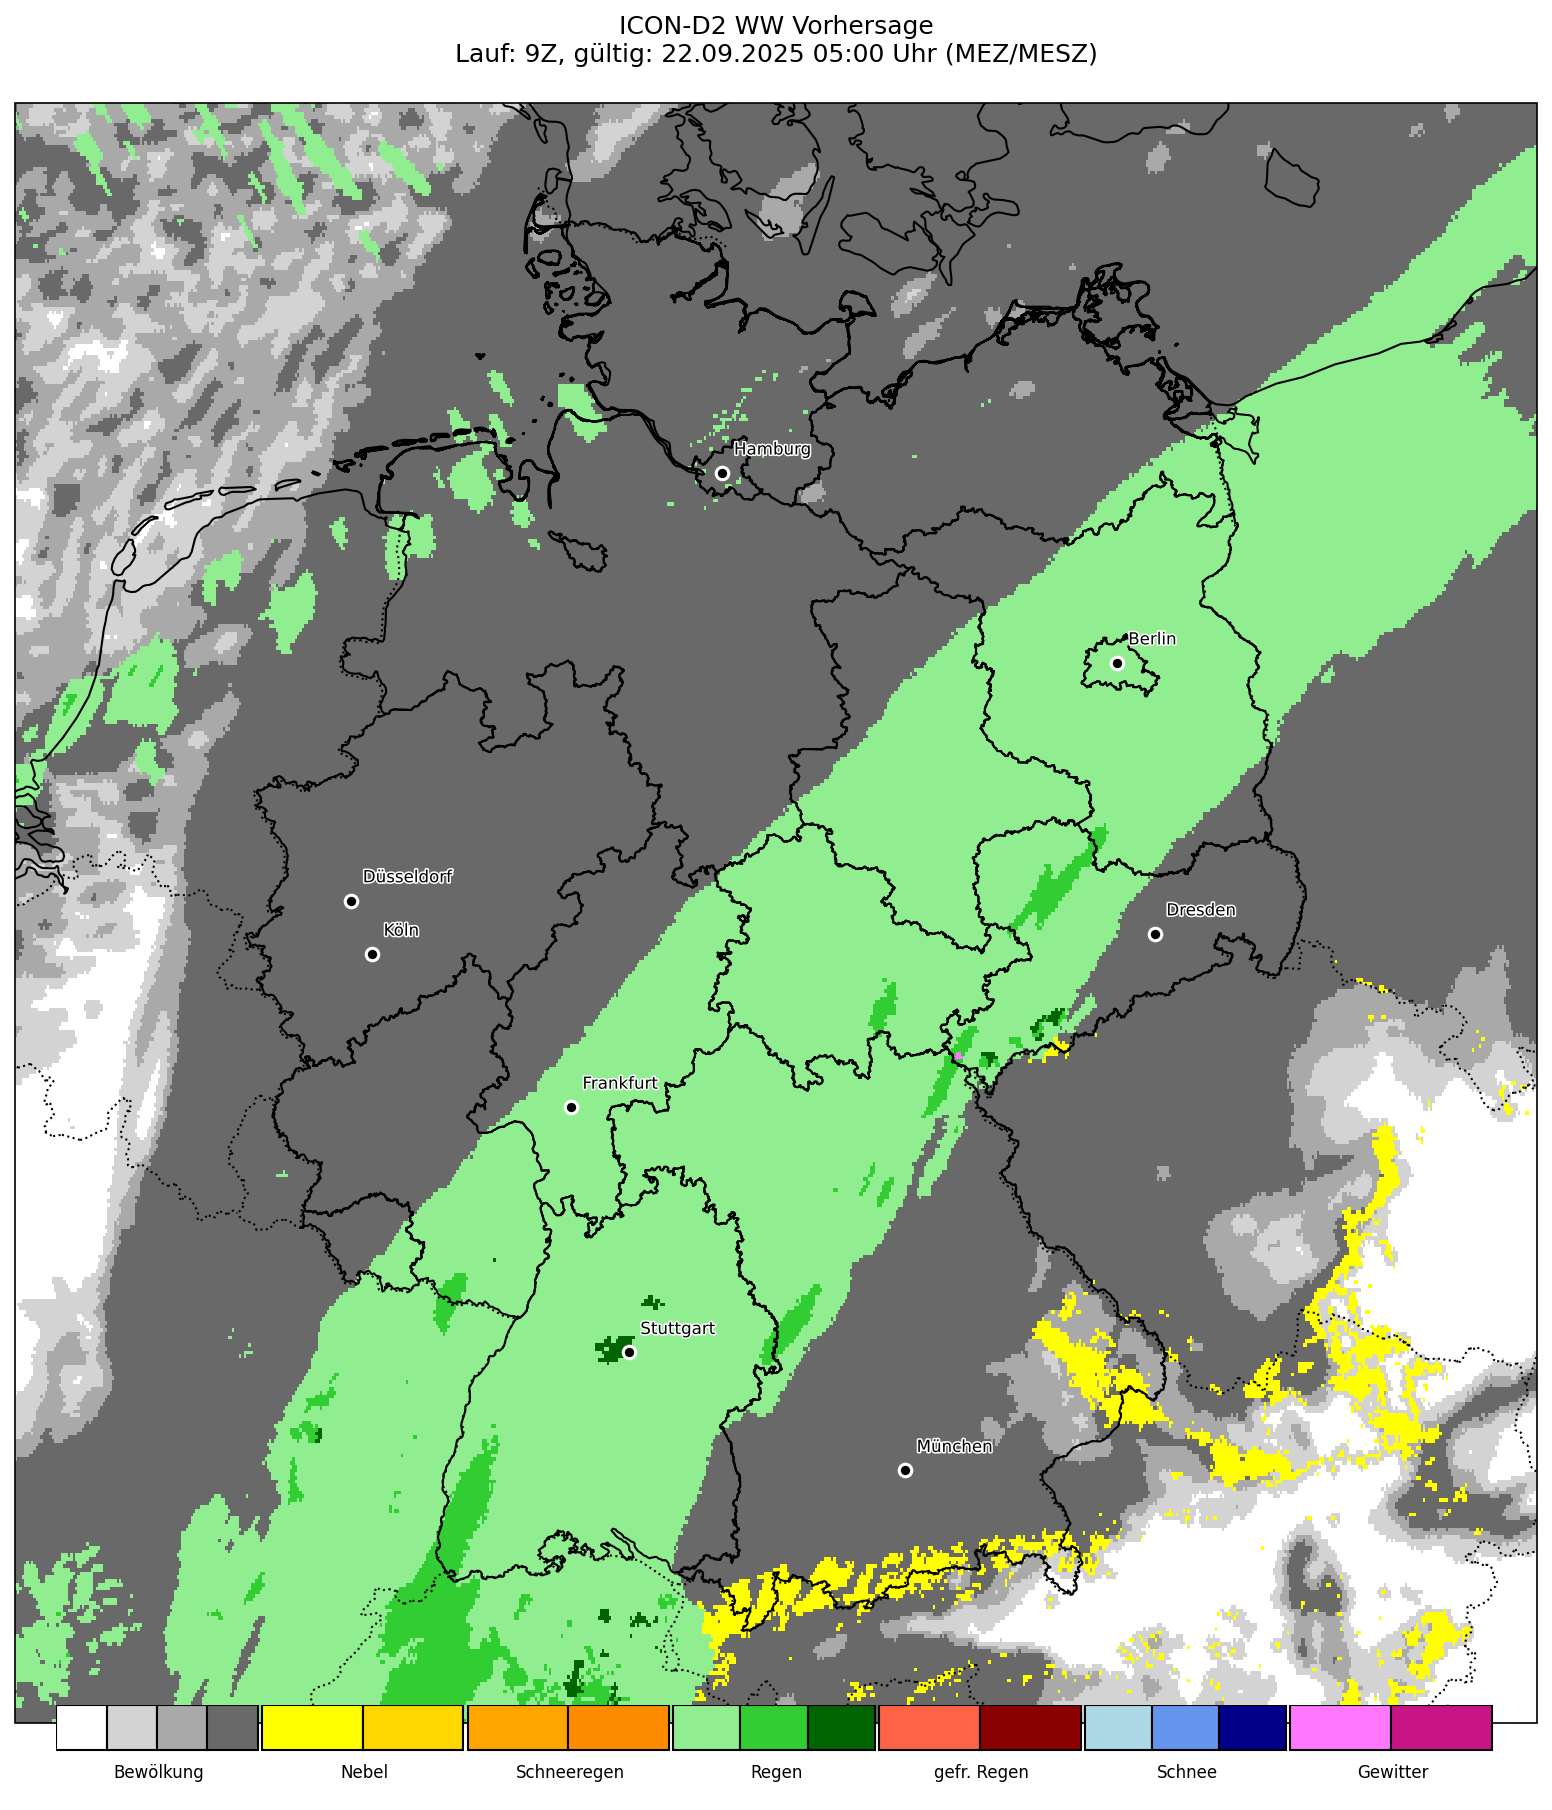 ICON-D2 WW Vorhersage
Lauf: 9Z, gültig: 22.09.2025 05:00 Uhr (MEZ/MESZ)
Hamburg
Berlin
Düsseldorf
Köln
Dresden
Frankfurt
Stuttgart
München
Bewölkung
Nebel
Schneeregen
Regen
gefr. Regen
Schnee
Gewitter